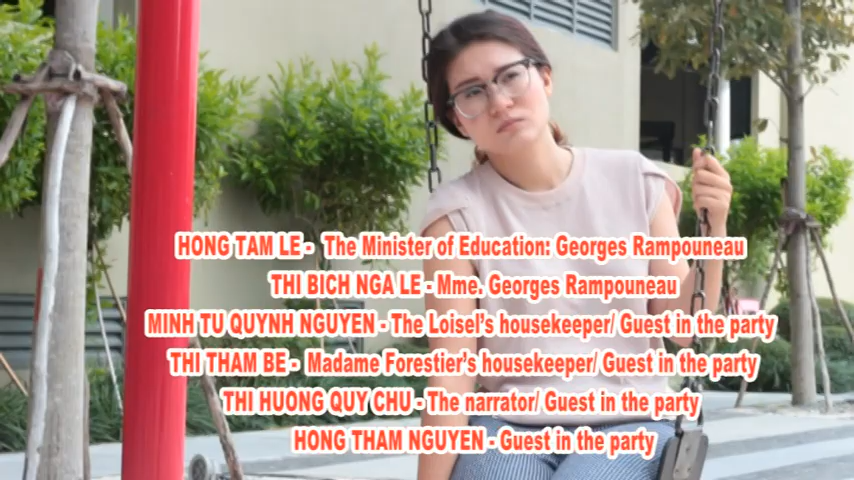 HONG TAM LE - The Minister of Education: Georges Rampouneau
THI BICH NGA LE - Mme. Georges Rampouneau
MINH TU QUYNH NGUYEN - The Loisel's housekeeper/ Guest in the party
THI THAM BE - Madame Forestier's housekeeper/ Guest in the party
THI HUONG QUY CHU - The narrator/ Guest in the party
HONG THAM NGUYEN - Guest in the party